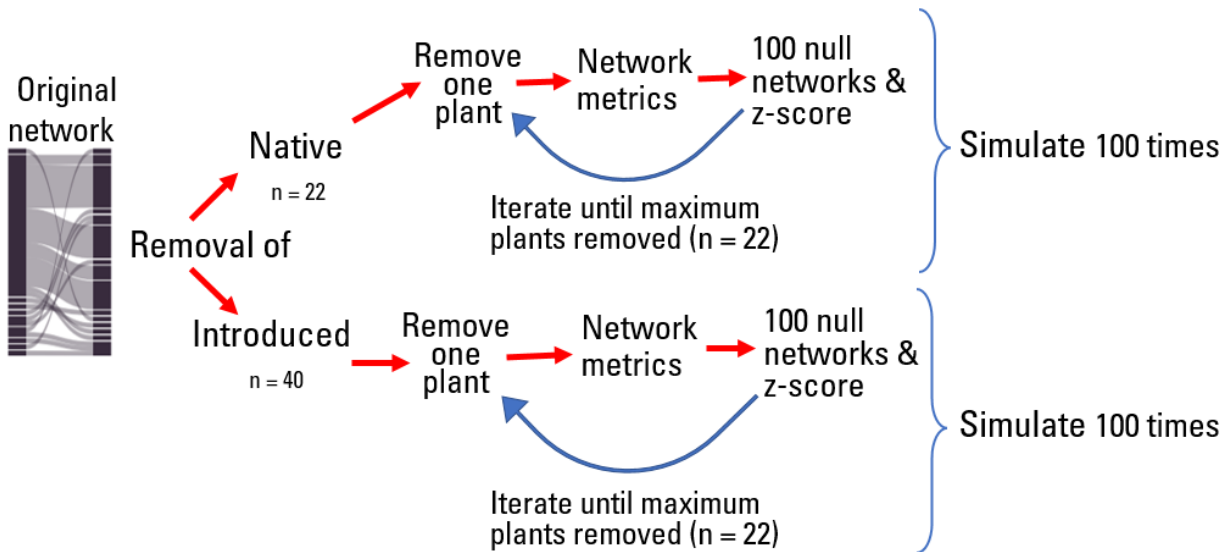 Original
network
Removal of
Native
n = 22
Remove
one
plant
Network
metrics
100 null
networks &
z-score
Iterate until maximum
plants removed (n = 22)
Simulate 100 times
Introduced
n = 40
Remove
one
plant
Network
metrics
100 null
networks &
z-score
Iterate until maximum
plants removed (n = 22)
Simulate 100 times